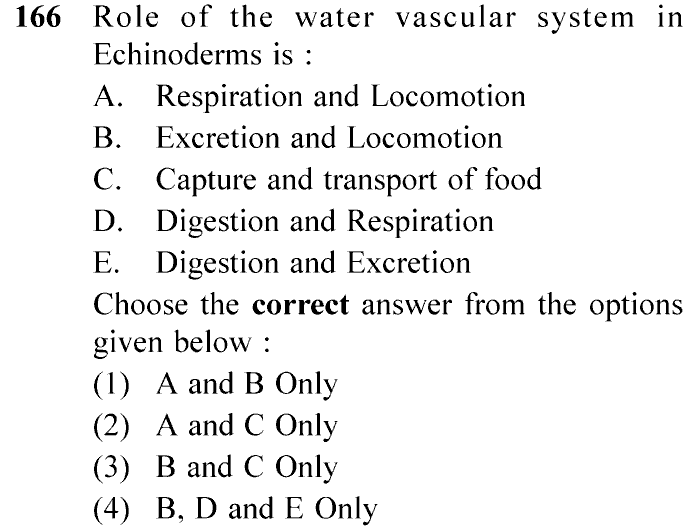 166 Role of the water vascular system in
Echinoderms is :
A. Respiration and Locomotion
B. Excretion and Locomotion
C. Capture and transport of food
D. Digestion and Respiration
E. Digestion and Excretion
Choose the correct answer from the options
given below :
(1) A and B Only
(2) A and C Only
(3) B and C Only
(4) B, D and E Only